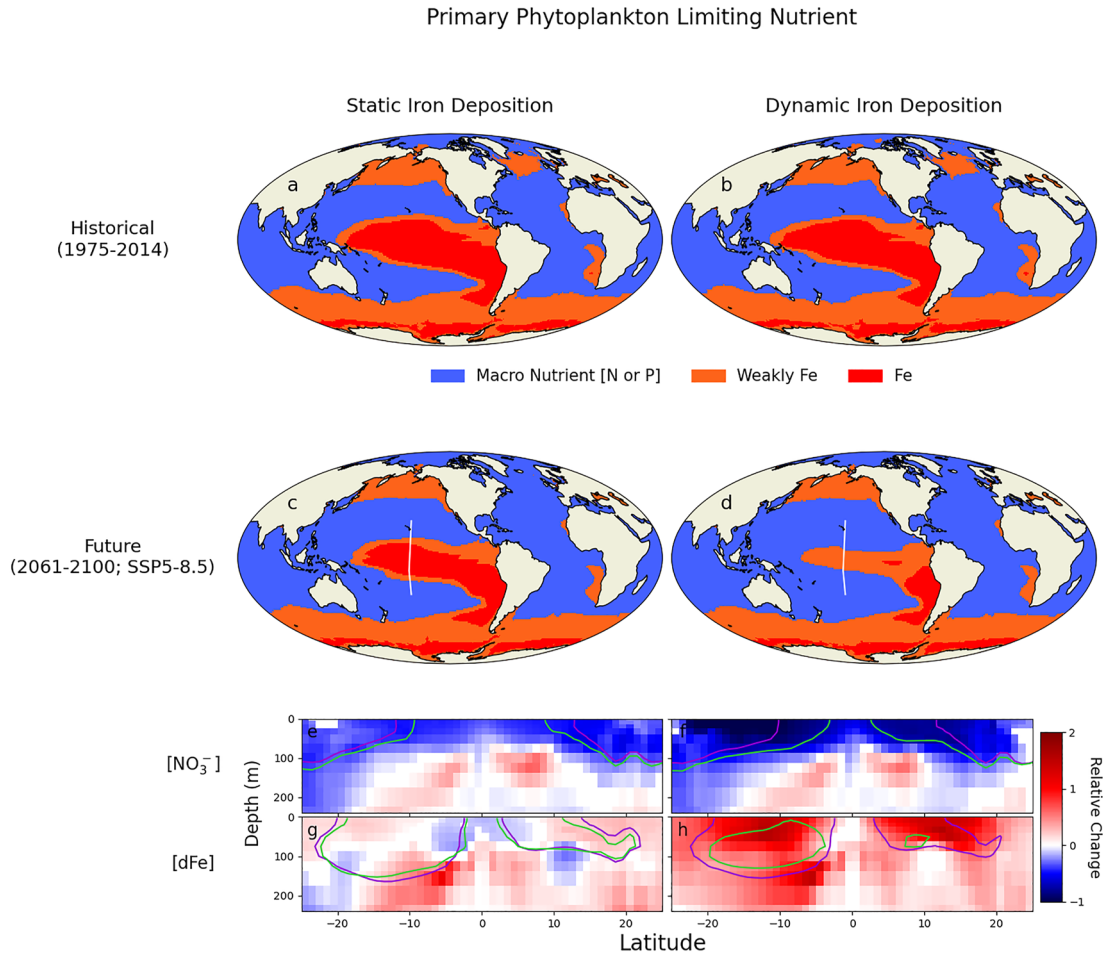 Primary Phytoplankton Limiting Nutrient
Static Iron Deposition
Dynamic Iron Deposition
a
b
Historical
(1975-2014)
Macro Nutrient [N or P]
Weakly Fe
Fe
c
d
Future
(2061-2100; SSP5-8.5)
e
f
[NO₃⁻]
0
100
200
g
h
[dFe]
0
100
200
Depth (m)
−20
−10
0
10
20
−20
−10
0
10
20
Latitude
2
1
0
−1
Relative Change